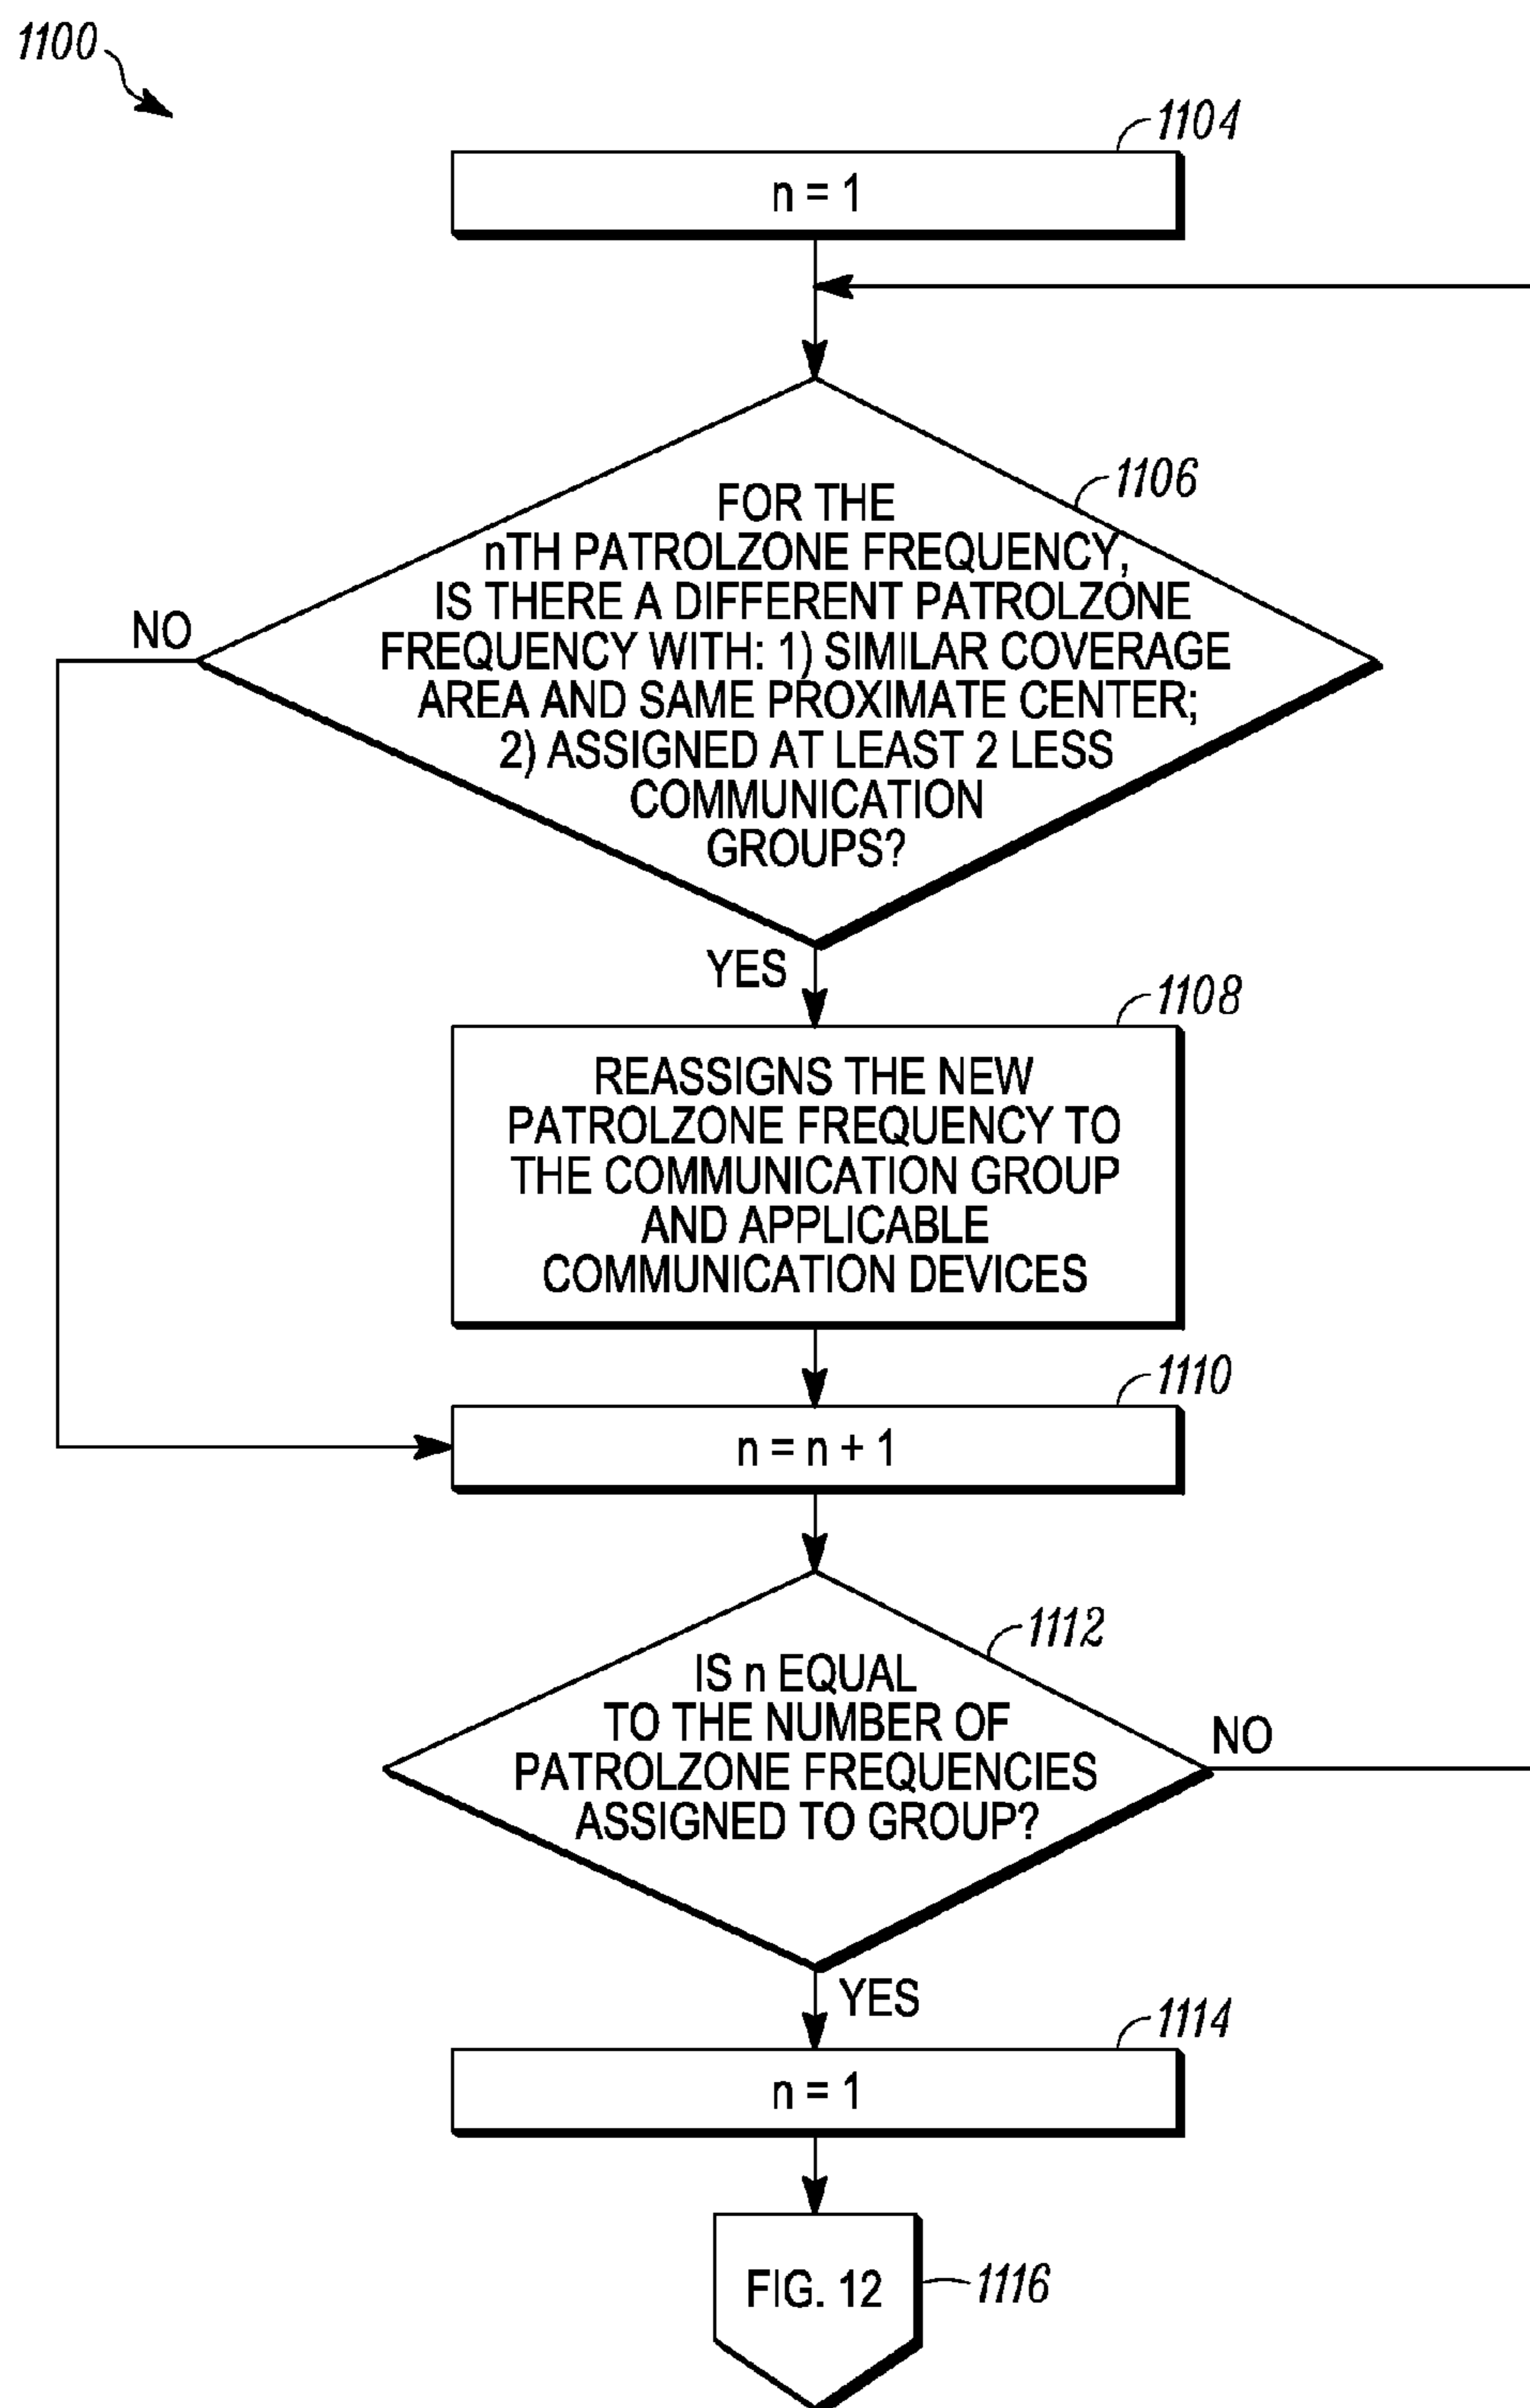 1100
1104
n = 1
1106
FOR THE
nTH PATROLZONE FREQUENCY,
IS THERE A DIFFERENT PATROLZONE
FREQUENCY WITH: 1) SIMILAR COVERAGE
AREA AND SAME PROXIMATE CENTER;
2) ASSIGNED AT LEAST 2 LESS
COMMUNICATION
GROUPS?
NO
YES
1108
REASSIGNS THE NEW
PATROLZONE FREQUENCY TO
THE COMMUNICATION GROUP
AND APPLICABLE
COMMUNICATION DEVICES
1110
n = n + 1
1112
IS n EQUAL
TO THE NUMBER OF
PATROLZONE FREQUENCIES
ASSIGNED TO GROUP?
NO
YES
1114
n = 1
FIG. 12
1116